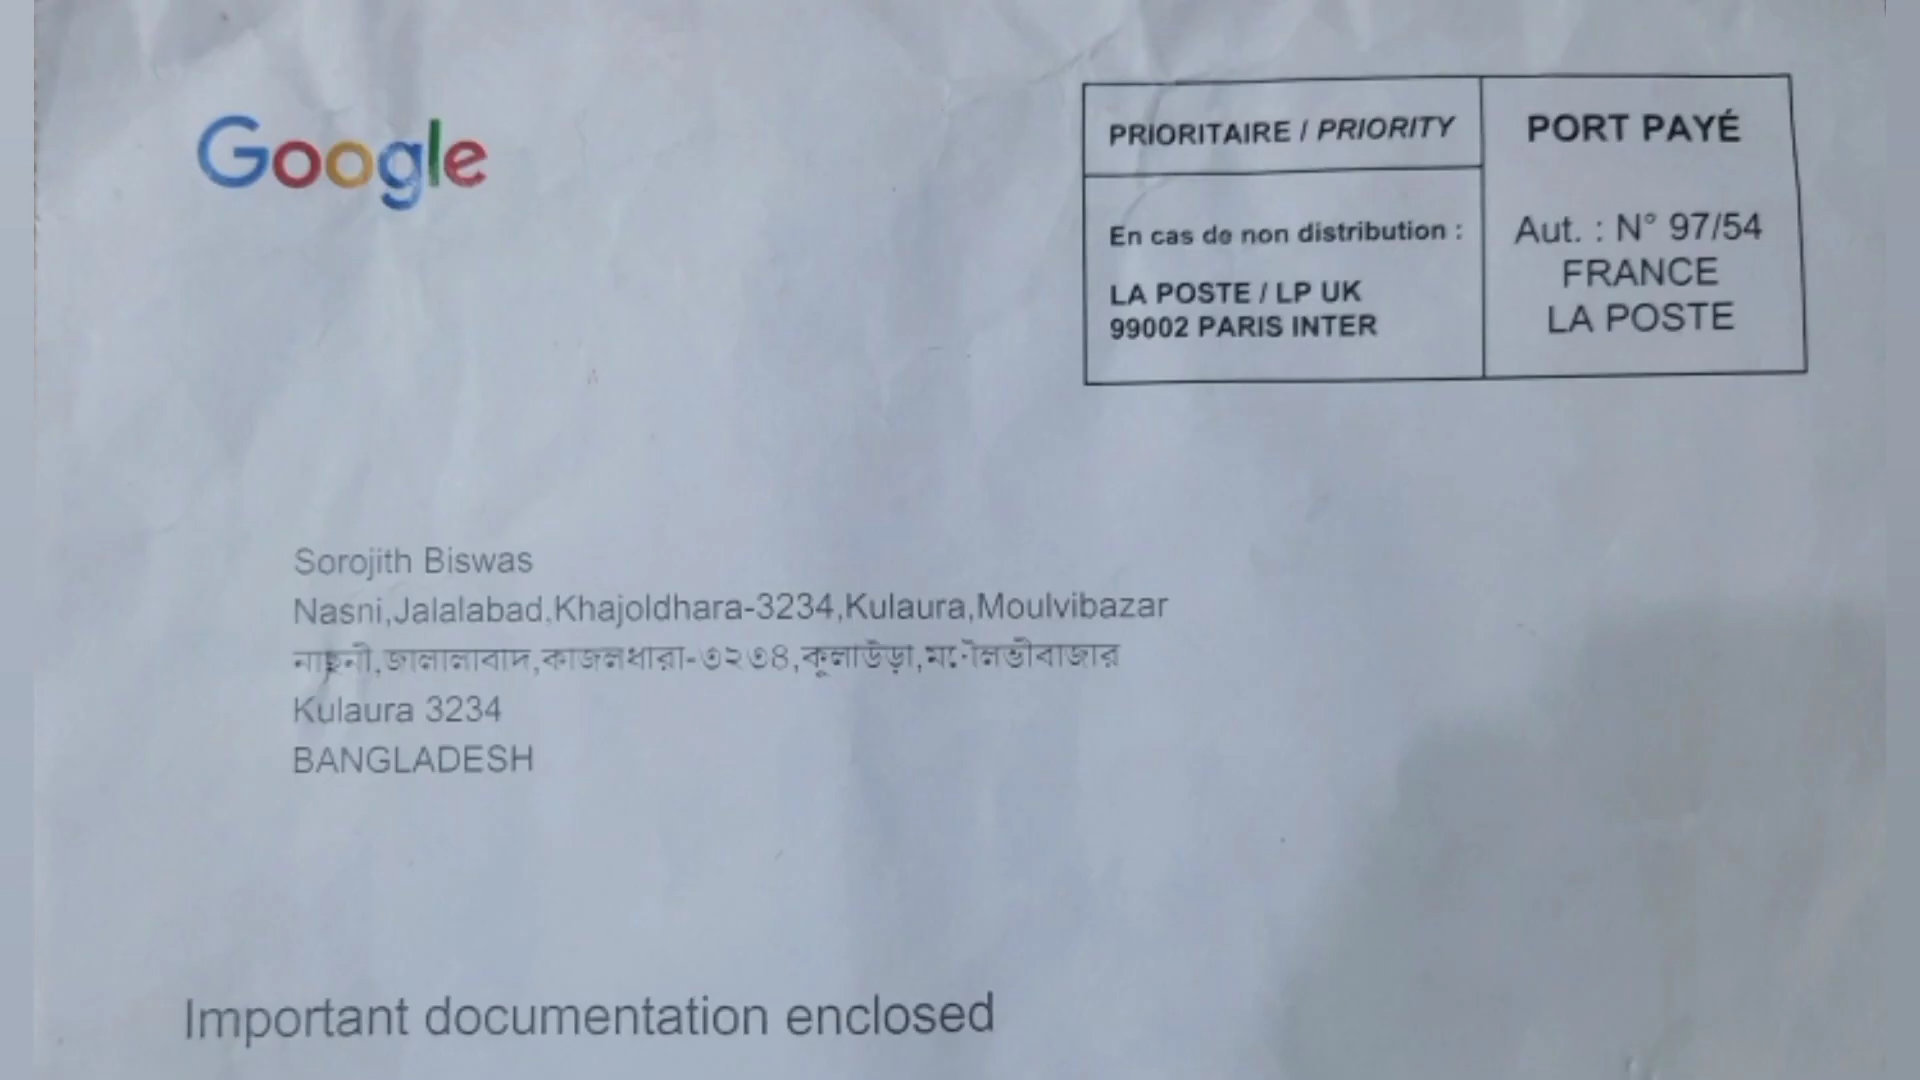 Google
PRIORITAIRE / PRIORITY
En cas de non distribution :
LA POSTE / LP UK
99002 PARIS INTER
PORT PAYÉ
Aut. : N° 97/54
FRANCE
LA POSTE
Sorojith Biswas
Nasni,Jalalabad,Khajoldhara-3234,Kulaura,Moulvibazar
নাছনী,জালালাবাদ,কাজলধারা-৩২৩৪,কূলাউড়া,মৌলভীবাজার
Kulaura 3234
BANGLADESH
Important documentation enclosed